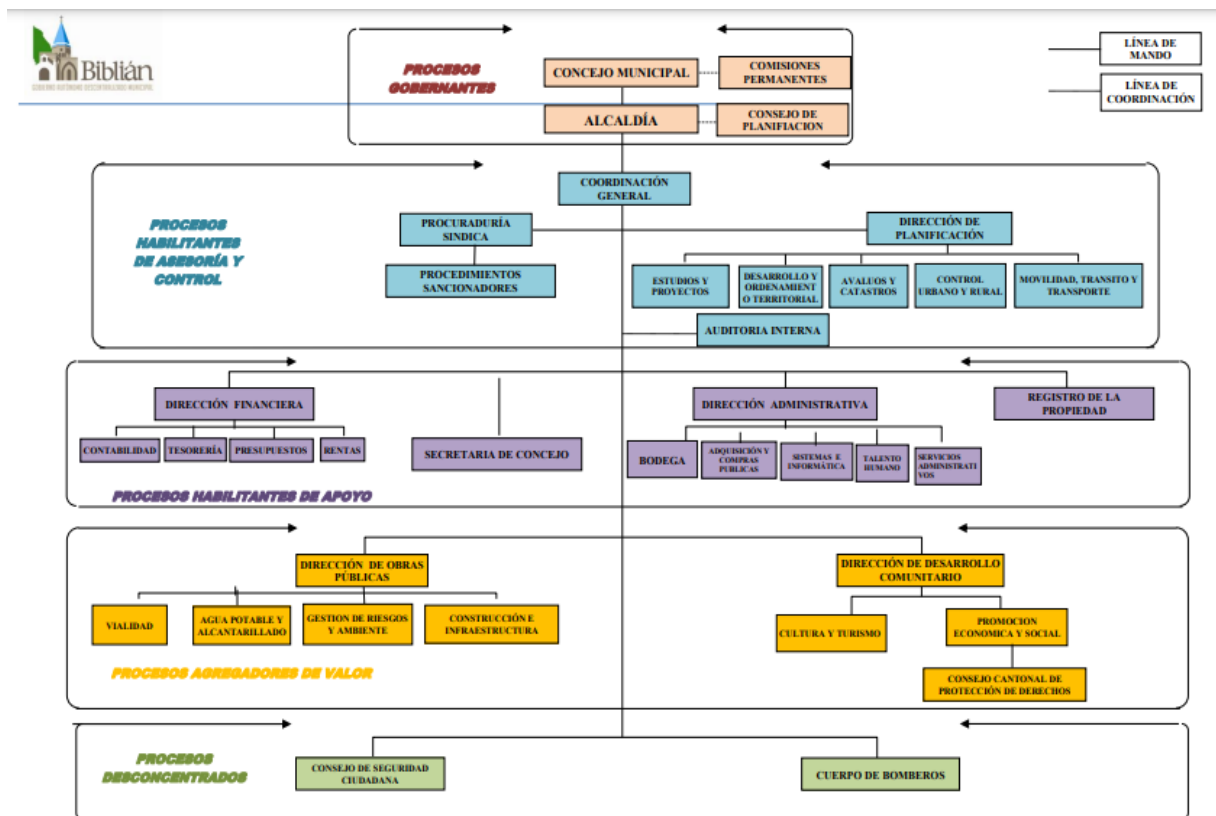 Biblián
GOBIERNO AUTÓNOMO DESCENTRALIZADO MUNICIPAL
PROCESOS
GOBERNANTES
CONCEJO MUNICIPAL
COMISIONES
PERMANENTES
ALCALDÍA
CONSEJO DE
PLANIFIACION
LÍNEA DE
MANDO
LÍNEA DE
COORDINACIÓN
PROCESOS
HABILITANTES
DE ASESORÍA Y
CONTROL
COORDINACIÓN
GENERAL
PROCURADURÍA
SINDICA
DIRECCIÓN DE
PLANIFICACIÓN
PROCEDIMIENTOS
SANCIONADORES
ESTUDIOS Y
PROYECTOS
DESARROLLO Y
ORDENAMIENT
O TERRITORIAL
AVALUOS Y
CATASTROS
CONTROL
URBANO Y RURAL
MOVILIDAD, TRANSITO Y
TRANSPORTE
AUDITORIA INTERNA
DIRECCIÓN FINANCIERA
DIRECCIÓN ADMINISTRATIVA
REGISTRO DE LA
PROPIEDAD
CONTABILIDAD
TESORERÍA
PRESUPUESTOS
RENTAS
SECRETARIA DE CONCEJO
BODEGA
ADQUISICIÓN Y
COMPRAS
PUBLICAS
SISTEMAS E
INFORMÁTICA
TALENTO
HUMANO
SERVICIOS
ADMINISTRATI
VOS
PROCESOS HABILITANTES DE APOYO
DIRECCIÓN DE OBRAS
PÚBLICAS
DIRECCIÓN DE DESARROLLO
COMUNITARIO
VIALIDAD
AGUA POTABLE Y
ALCANTARILLADO
GESTION DE RIESGOS
Y AMBIENTE
CONSTRUCCIÓN E
INFRAESTRUCTURA
CULTURA Y TURISMO
PROMOCION
ECONOMICA Y SOCIAL
CONSEJO CANTONAL DE
PROTECCIÓN DE DERECHOS
PROCESOS AGREGADORES DE VALOR
PROCESOS
DESCONCENTRADOS
CONSEJO DE SEGURIDAD
CIUDADANA
CUERPO DE BOMBEROS